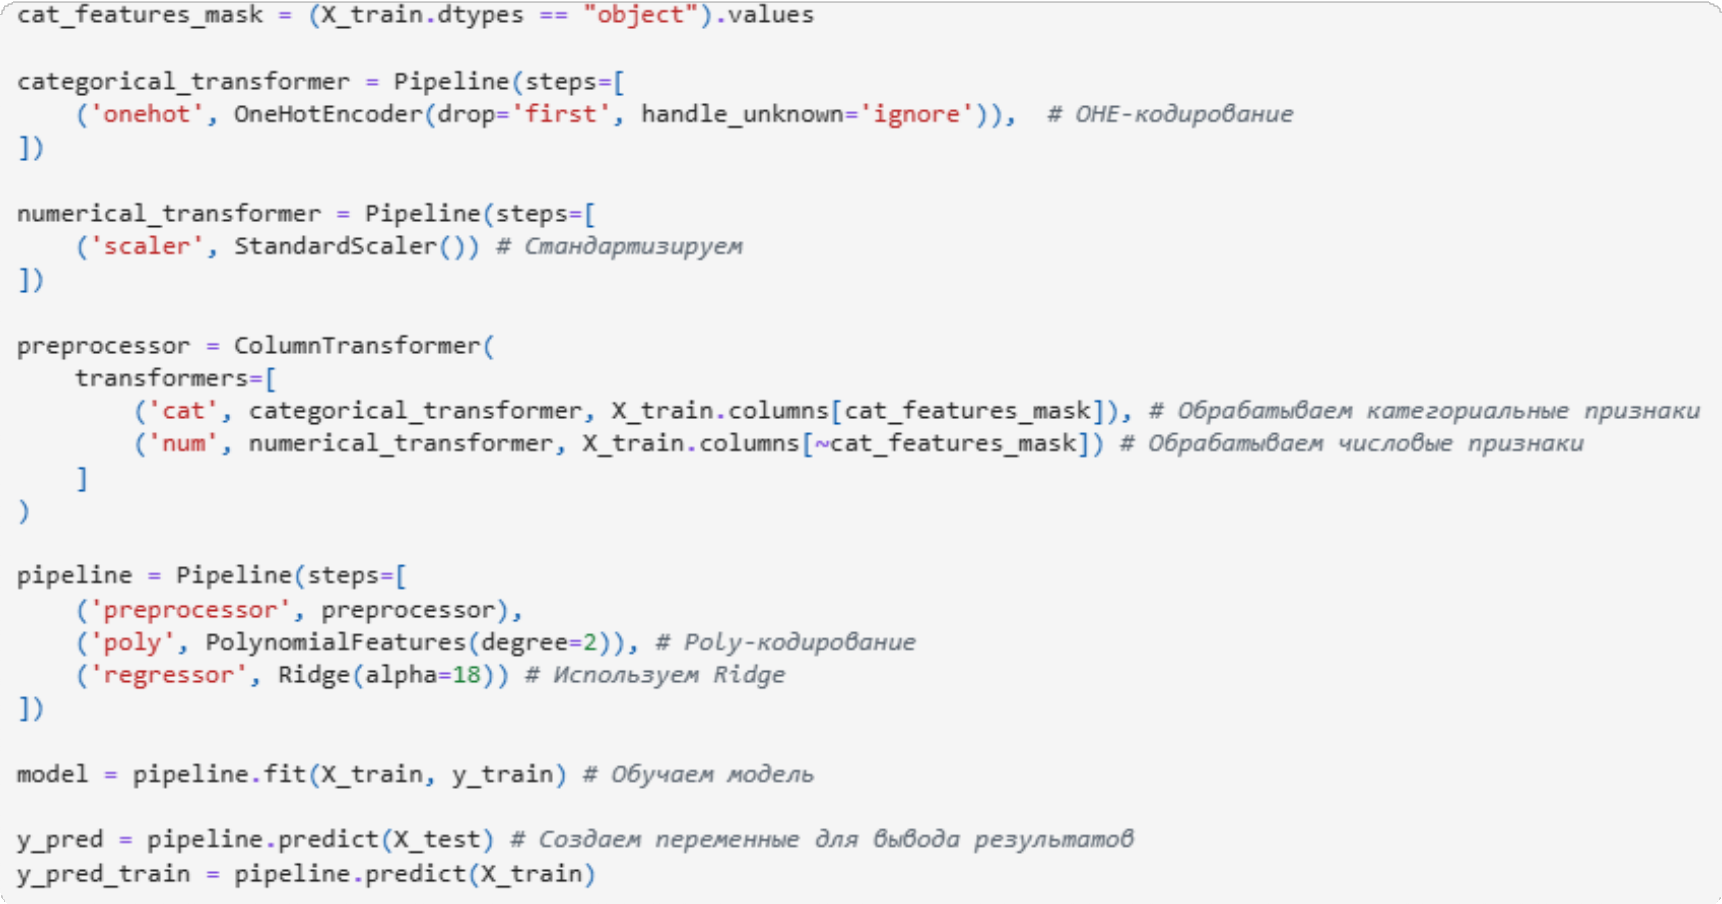 cat_features_mask = (X_train.dtypes == "object").values
categorical_transformer = Pipeline(steps=[
    ('onehot', OneHotEncoder(drop='first', handle_unknown='ignore')),  # OHE-кодирование
])
numerical_transformer = Pipeline(steps=[
    ('scaler', StandardScaler()) # Стандартизируем
])
preprocessor = ColumnTransformer(
    transformers=[
        ('cat', categorical_transformer, X_train.columns[cat_features_mask]), # Обрабатываем категориальные признаки
        ('num', numerical_transformer, X_train.columns[~cat_features_mask]) # Обрабатываем числовые признаки
    ]
)
pipeline = Pipeline(steps=[
    ('preprocessor', preprocessor),
    ('poly', PolynomialFeatures(degree=2)), # Poly-кодирование
    ('regressor', Ridge(alpha=18)) # Используем Ridge
])
model = pipeline.fit(X_train, y_train) # Обучаем модель
y_pred = pipeline.predict(X_test) # Создаем переменные для вывода результатов
y_pred_train = pipeline.predict(X_train)